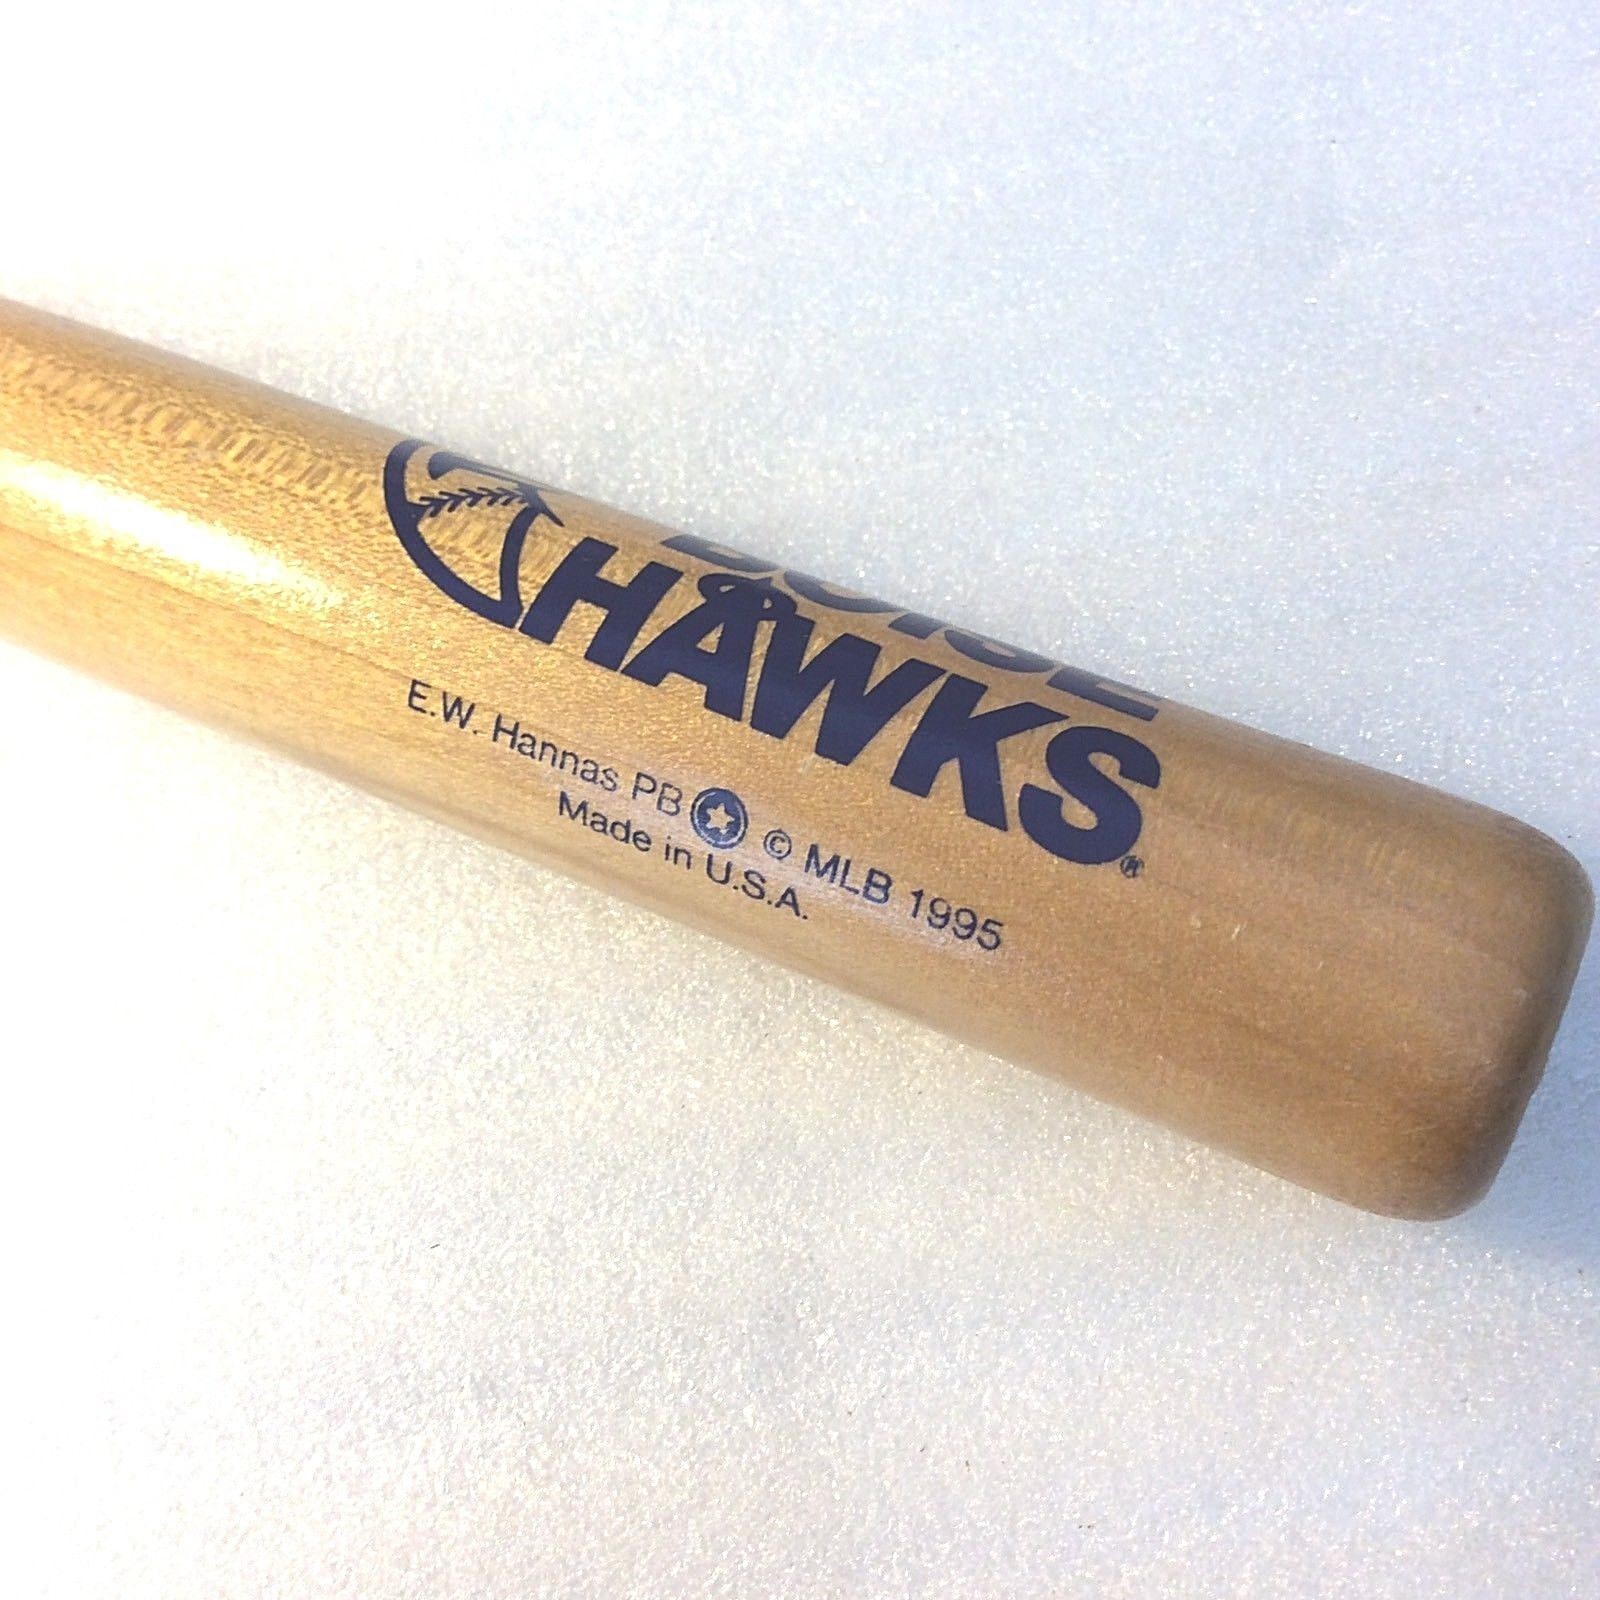 BOISE
HAWKS®
E.W. Hannas PB © MLB 1995
Made in U.S.A.